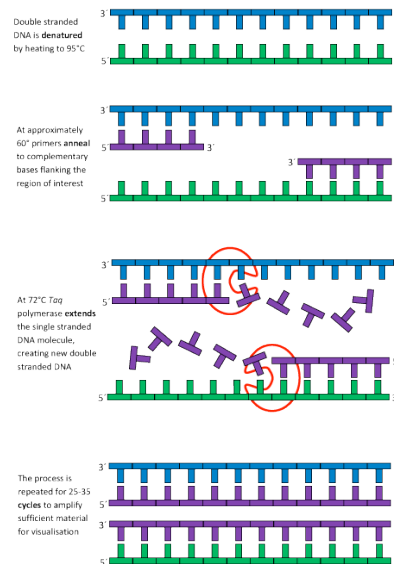 3´
Double stranded
DNA is denatured
by heating to 95°C
5´
3´
At approximately
60° primers anneal
to complementary
bases flanking the
region of interest
5´
3´
3´
5´
3´
At 72°C Taq
polymerase extends
the single stranded
DNA molecule,
creating new double
stranded DNA
5´
5´
3´
The process is
repeated for 25-35
cycles to amplify
sufficient material
for visualisation
5´
3´
5´